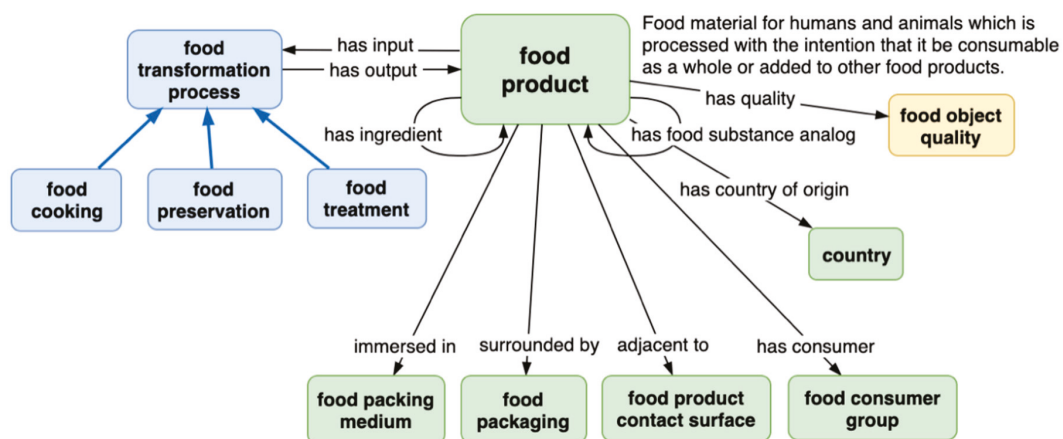 food
transformation
process
has input
has output
food
product
Food material for humans and animals which is
processed with the intention that it be consumable
as a whole or added to other food products.
has quality
food object
quality
has ingredient
has food substance analog
food
cooking
food
preservation
food
treatment
has country of origin
country
immersed in
surrounded by
adjacent to
has consumer
food packing
medium
food
packaging
food product
contact surface
food consumer
group